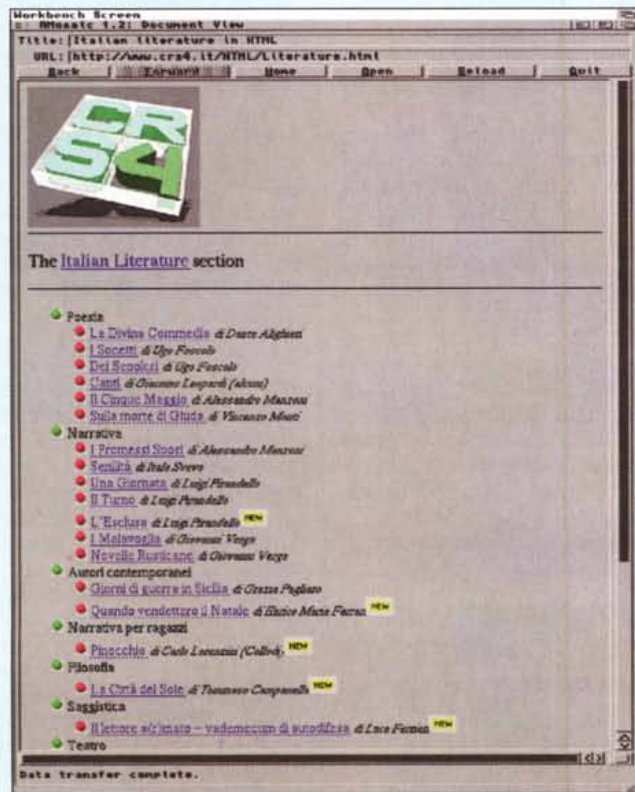 Workbench Screen
AMosaic 1.2: Document View
Title: Italian literature in HTML
URL: http://www.crs4.it/HTML/Literature.html
Back Forward Home Open Reload Quit
CR
S4
The Italian Literature section
Poesia
La Divina Commedia di Dante Alighieri
I Sonetti di Ugo Foscolo
Dei Sepolcri di Ugo Foscolo
Canti di Giacomo Leopardi (alcuni)
Il Cinque Maggio di Alessandro Manzoni
Sulla morte di Giuda di Vincenzo Monti
Narrativa
I Promessi Sposi di Alessandro Manzoni
Senilità di Italo Svevo
Una Giornata di Luigi Pirandello
Il Turno di Luigi Pirandello
L'Esclusa di Luigi Pirandello NEW
I Malavoglia di Giovanni Verga
Novelle Rusticane di Giovanni Verga
Autori contemporanei
Giorni di guerra in Sicilia di Grazia Pagliaro
Quando vendettero il Natale di Enrico Maria NEW
Narrativa per ragazzi
Pinocchio di Carlo Lorenzini (Collodi) NEW
Filosofia
La Città del Sole di Tommaso Campanella NEW
Saggistica
Il lettore a(r)mato - vademecum di autodifesa di Luca NEW
Teatro
Data transfer complete.